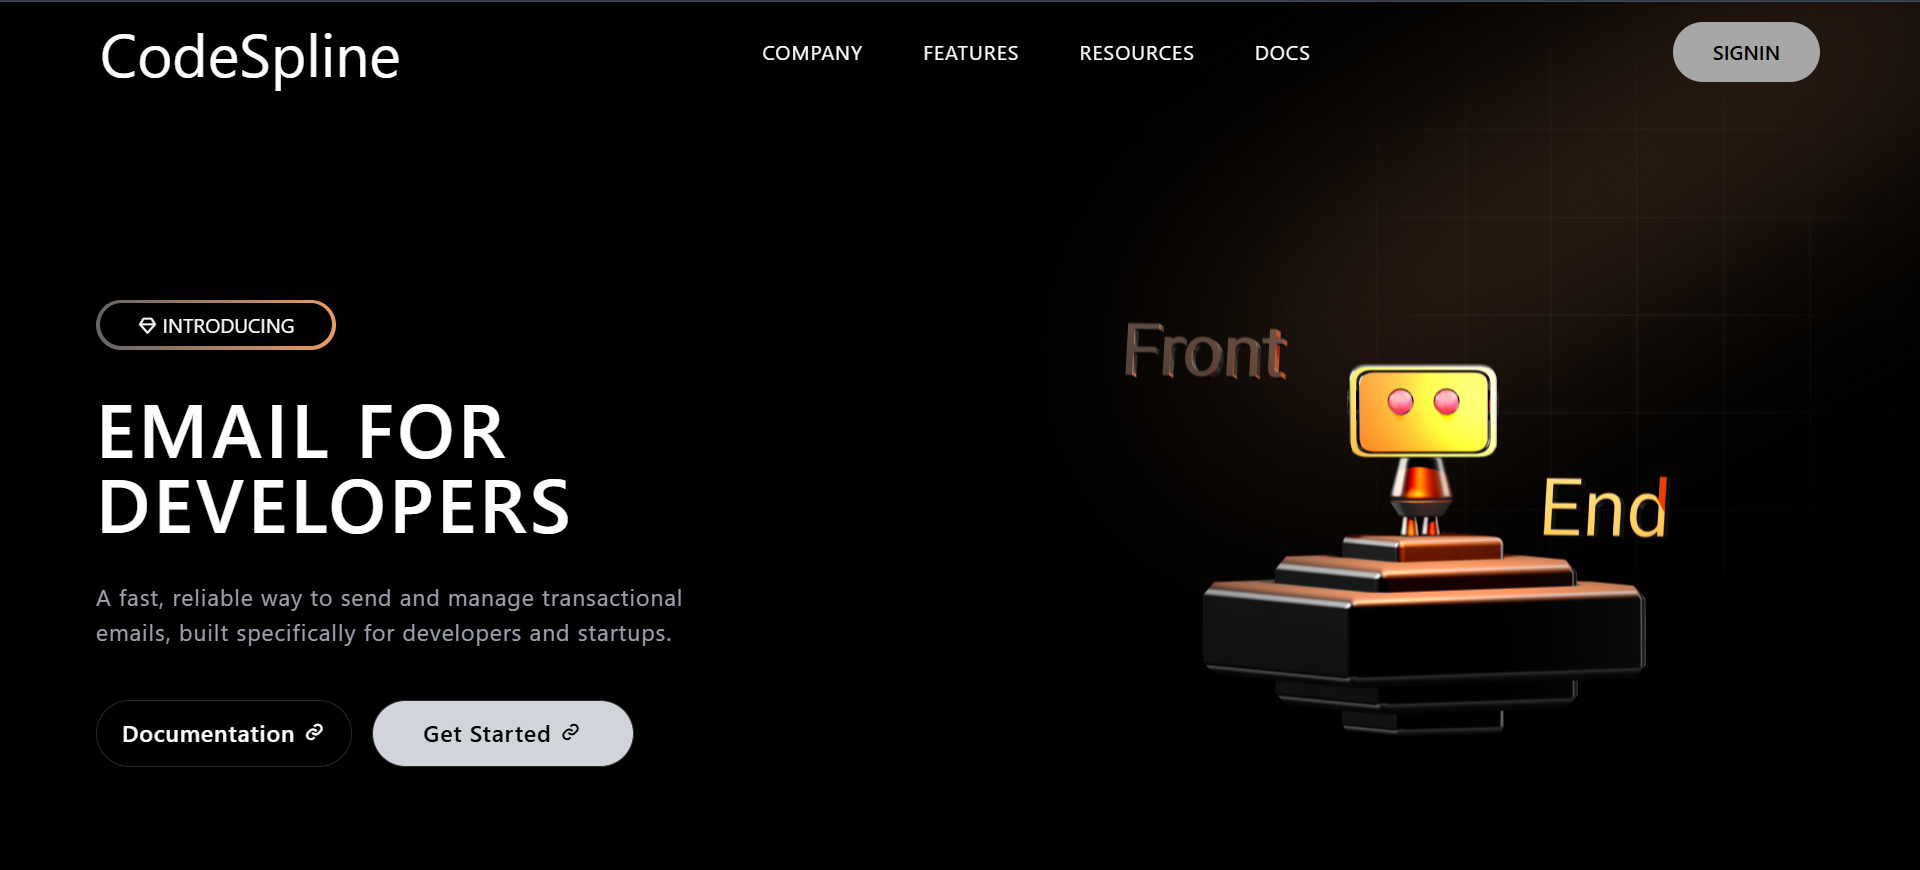 CodeSpline
COMPANY
FEATURES
RESOURCES
DOCS
SIGNIN
INTRODUCING
EMAIL FOR
DEVELOPERS
A fast, reliable way to send and manage transactional
emails, built specifically for developers and startups.
Documentation
Get Started
Front
End